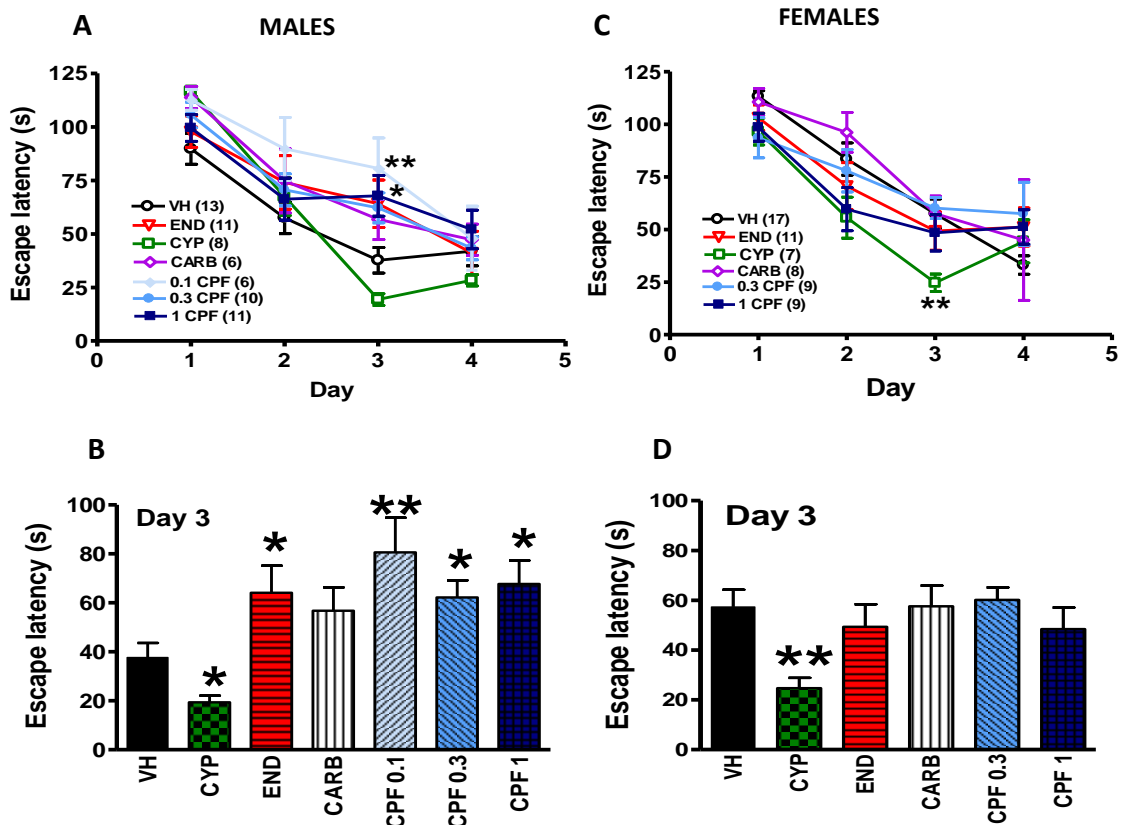 A
MALES
Escape latency (s)
125
100
75
50
25
0
**
*
VH (13)
END (11)
CYP (8)
CARB (6)
0.1 CPF (6)
0.3 CPF (10)
1 CPF (11)
0 1 2 3 4 5
Day
C
FEMALES
Escape latency (s)
125
100
75
50
25
0
VH (17)
END (11)
CYP (7)
CARB (8)
0.3 CPF (9)
1 CPF (9)
**
0 1 2 3 4 5
Day
B
Day 3
Escape latency (s)
100
80
60
40
20
0
* * ** * *
VH CYP END CARB CPF 0.1 CPF 0.3 CPF 1
D
Day 3
Escape latency (s)
100
80
60
40
20
0
**
VH CYP END CARB CPF 0.3 CPF 1